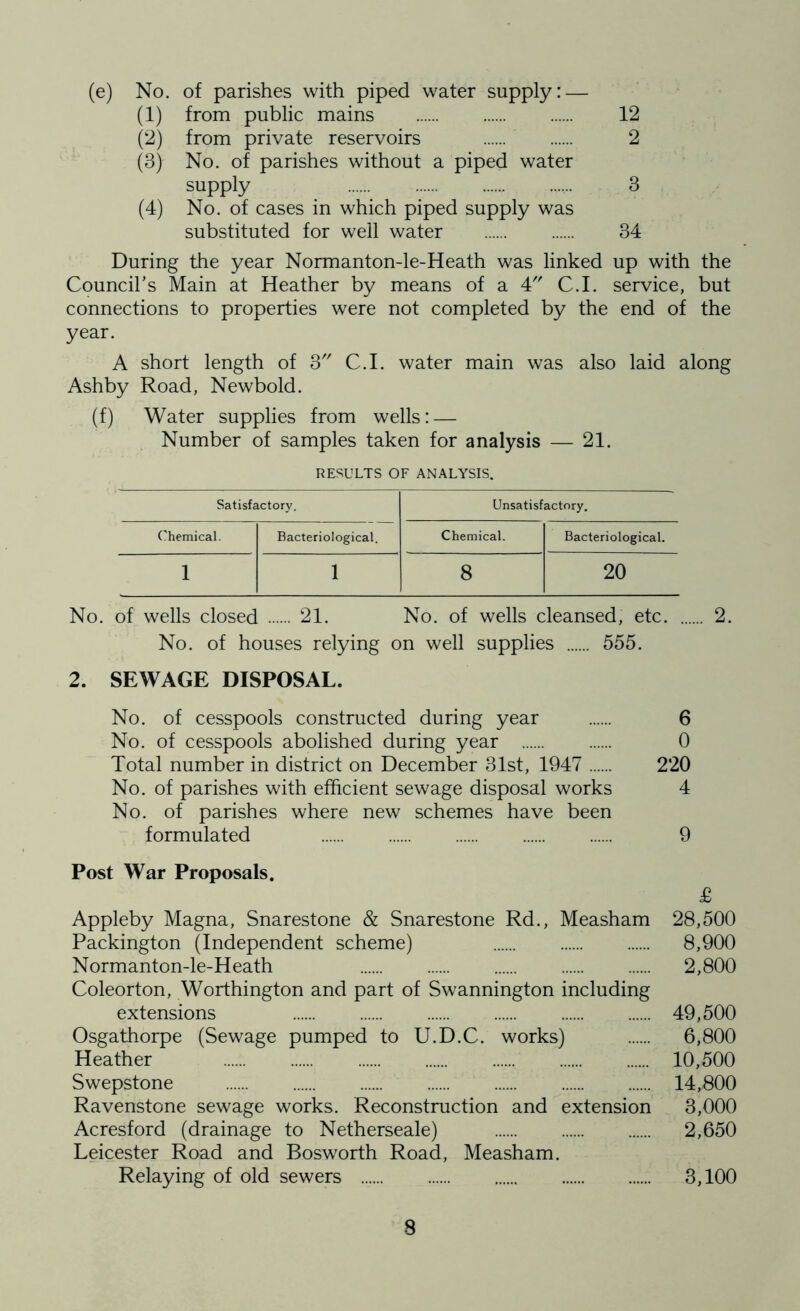 (e) No. of parishes with piped water supply: —
(1) from public mains ...... ...... ...... 12
(2) from private reservoirs ...... ...... 2
(3) No. of parishes without a piped water
supply ...... ...... ...... ...... 3
(4) No. of cases in which piped supply was
substituted for well water ...... ...... 34
During the year Normanton-le-Heath was linked up with the
Council's Main at Heather by means of a 4″ C.I. service, but
connections to properties were not completed by the end of the
year.
A short length of 3″ C.I. water main was also laid along
Ashby Road, Newbold.
(f) Water supplies from wells: —
Number of samples taken for analysis — 21.
RESULTS OF ANALYSIS.
Satisfactory. Unsatisfactory.
Chemical. Bacteriological. Chemical. Bacteriological.
1 1 8 20
No. of wells closed ...... 21. No. of wells cleansed, etc. ...... 2.
No. of houses relying on well supplies ...... 555.
2. SEWAGE DISPOSAL.
No. of cesspools constructed during year ...... 6
No. of cesspools abolished during year ...... ...... 0
Total number in district on December 31st, 1947 ...... 220
No. of parishes with efficient sewage disposal works 4
No. of parishes where new schemes have been
formulated ...... ...... ...... ...... ...... 9
Post War Proposals.
£
Appleby Magna, Snarestone & Snarestone Rd., Measham 28,500
Packington (Independent scheme) ...... ...... ...... 8,900
Normanton-le-Heath ...... ...... ...... ...... ...... 2,800
Coleorton, Worthington and part of Swannington including
extensions ...... ...... ...... ...... ...... ...... 49,500
Osgathorpe (Sewage pumped to U.D.C. works) ...... 6,800
Heather ...... ...... ...... ...... ...... ...... ...... 10,500
Swepstone ...... ...... ...... ...... ...... ...... ...... 14,800
Ravenstone sewage works. Reconstruction and extension 3,000
Acresford (drainage to Netherseale) ...... ...... ...... 2,650
Leicester Road and Bosworth Road, Measham.
Relaying of old sewers ...... ...... ...... ...... ...... 3,100
8